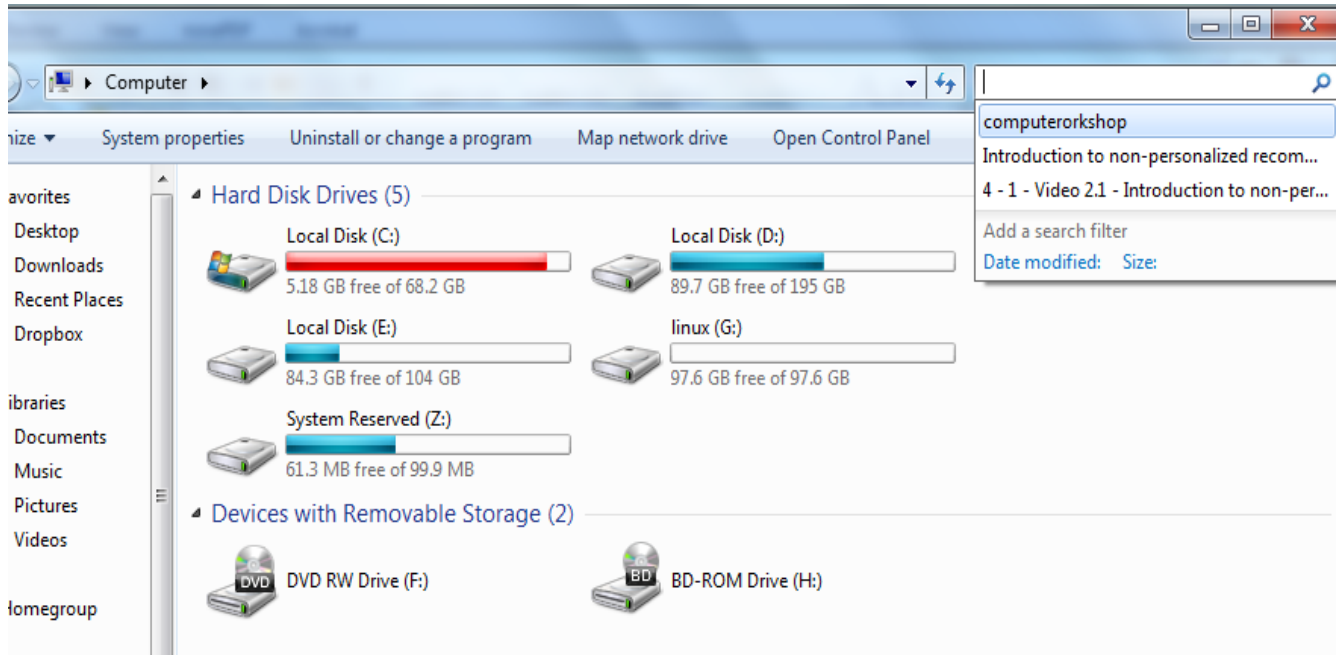 Computer
nize System properties Uninstall or change a program Map network drive Open Control Panel
computerorkshop
Introduction to non-personalized recom...
4 - 1 - Video 2.1 - Introduction to non-per...
Add a search filter
Date modified: Size:
avorites
Desktop
Downloads
Recent Places
Dropbox
ibraries
Documents
Music
Pictures
Videos
Homegroup
Hard Disk Drives (5)
Local Disk (C:)
5.18 GB free of 68.2 GB
Local Disk (D:)
89.7 GB free of 195 GB
Local Disk (E:)
84.3 GB free of 104 GB
linux (G:)
97.6 GB free of 97.6 GB
System Reserved (Z:)
61.3 MB free of 99.9 MB
Devices with Removable Storage (2)
DVD
DVD RW Drive (F:)
BD
BD-ROM Drive (H:)